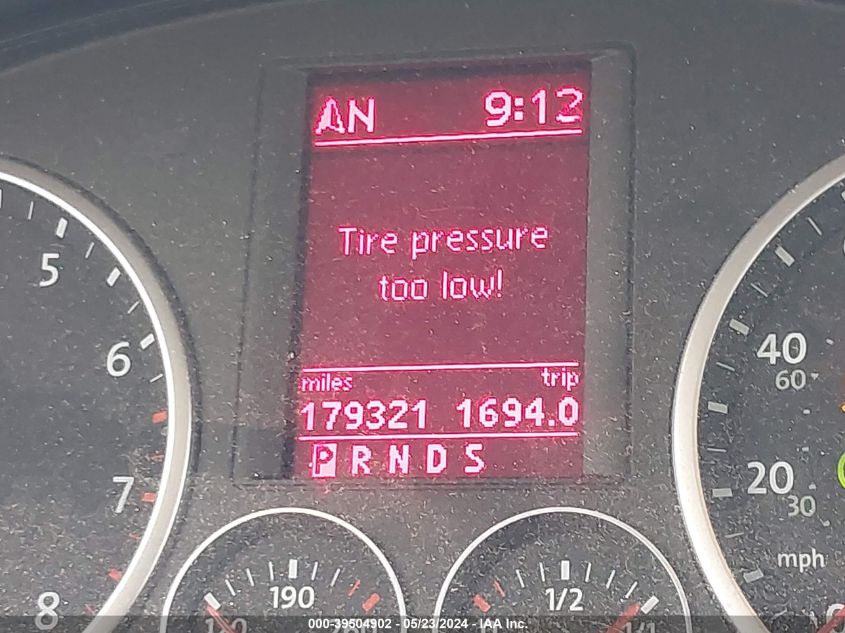 N 9:12
Tire pressure
too low!
miles trip
179321 1694.0
P R N D S
5
6
7
8
40
60
20
30
mph
190
1/2
000-39504902 - 05/23/2024 - IAA Inc.